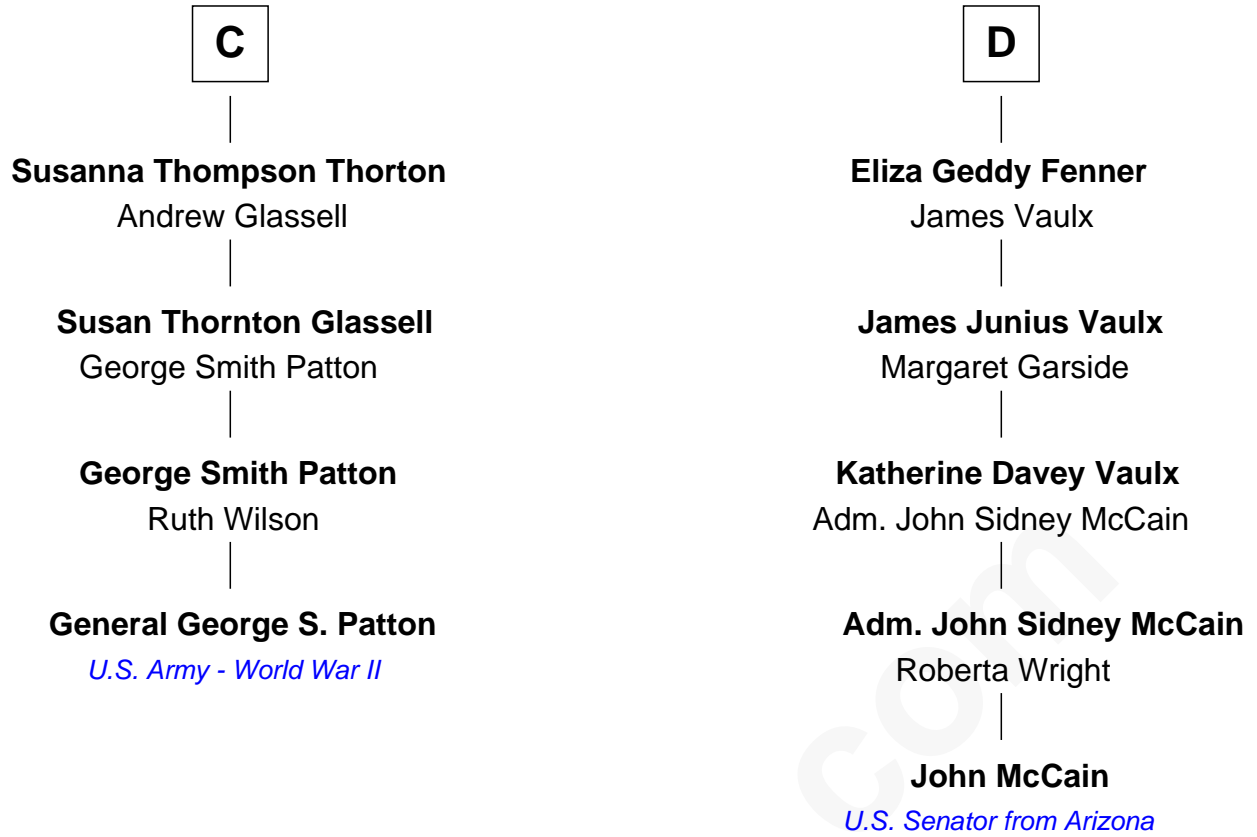 C
Susanna Thompson Thorton
Andrew Glassell
Susan Thornton Glassell
George Smith Patton
George Smith Patton
Ruth Wilson
General George S. Patton
U.S. Army - World War II
D
Eliza Geddy Fenner
James Vaulx
James Junius Vaulx
Margaret Garside
Katherine Davey Vaulx
Adm. John Sidney McCain
Adm. John Sidney McCain
Roberta Wright
John McCain
U.S. Senator from Arizona
com